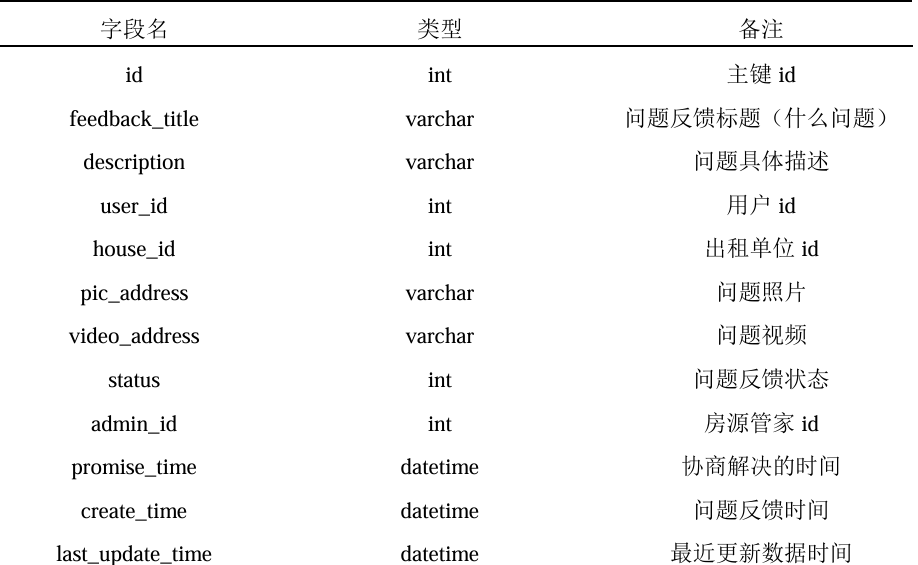 字段名 类型 备注
id int 主键 id
feedback_title varchar 问题反馈标题（什么问题）
description varchar 问题具体描述
user_id int 用户 id
house_id int 出租单位 id
pic_address varchar 问题照片
video_address varchar 问题视频
status int 问题反馈状态
admin_id int 房源管家 id
promise_time datetime 协商解决的时间
create_time datetime 问题反馈时间
last_update_time datetime 最近更新数据时间